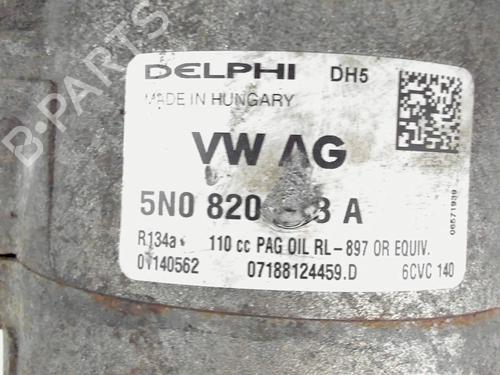 B-PARTS
DELPHI DH5
MADE IN HUNGARY
VW AG
5N0 820 3 A
R134a 110 cc PAG OIL RL-897 OR EQUIV.
01140562 07188124459.D 6CVC 140
06571939